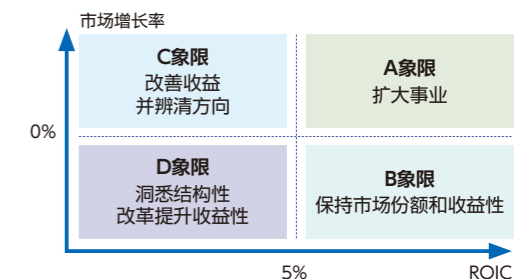 市场增长率
C象限
改善收益
并辨清方向
A象限
扩大事业
0%
D象限
洞悉结构性
改革提升收益性
B象限
保持市场份额和收益性
5%
ROIC